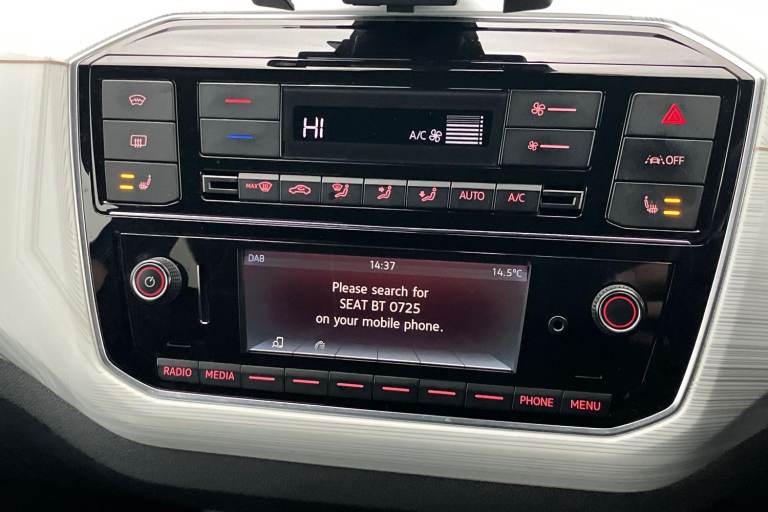 HI
A/C
OFF
MAX
AUTO
A/C
DAB
14:37
14.5°C
Please search for
SEAT BT 0725
on your mobile phone.
RADIO
MEDIA
PHONE
MENU